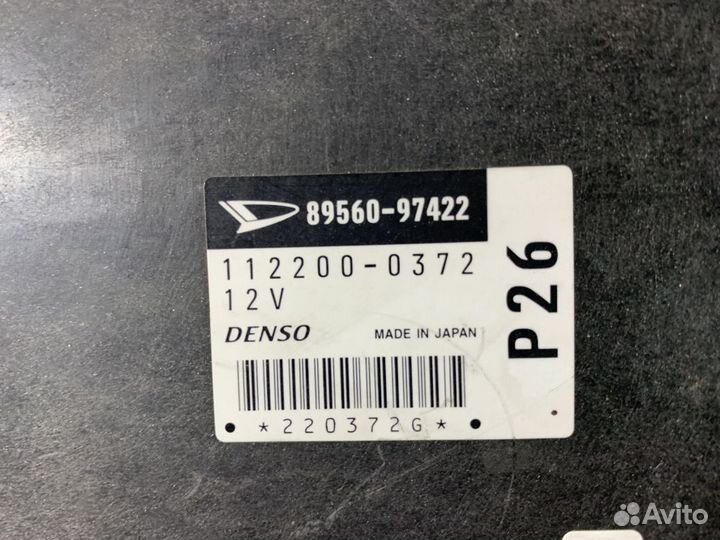 89560-97422
112200-0372
12V
DENSO MADE IN JAPAN
*220372G*
P26
Avito